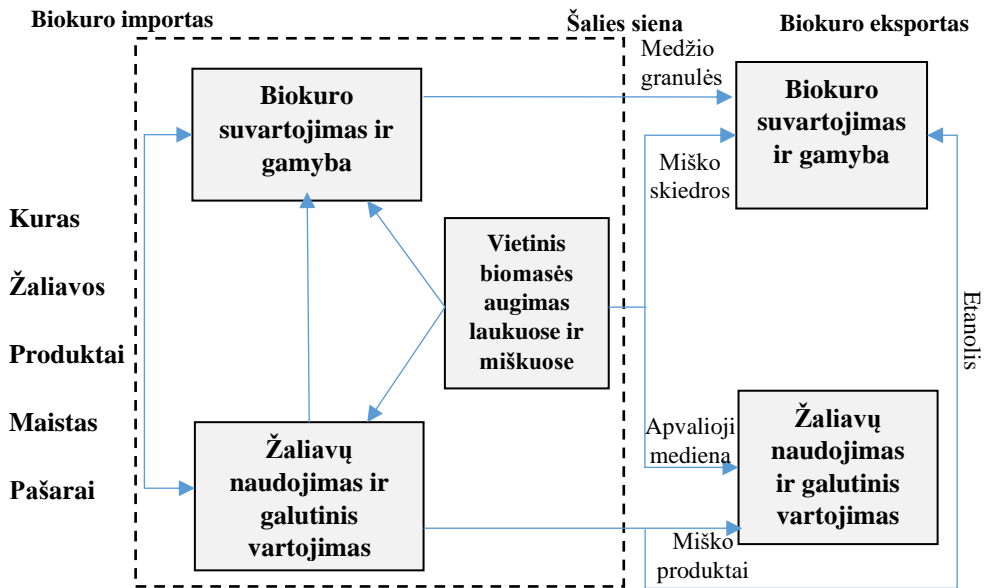 Biokuro importas
Šalies siena
Biokuro eksportas
Medžio
granulės
Biokuro
suvartojimas ir
gamyba
Biokuro
suvartojimas
ir gamyba
Miško
skiedros
Kuras
Žaliavos
Produktai
Maistas
Pašarai
Vietinis
biomasės
augimas
laukuose ir
miškuose
Etanolis
Žaliavų
naudojimas ir
galutinis
vartojimas
Apvalioji
mediena
Žaliavų
naudojimas
ir galutinis
vartojimas
Miško
produktai